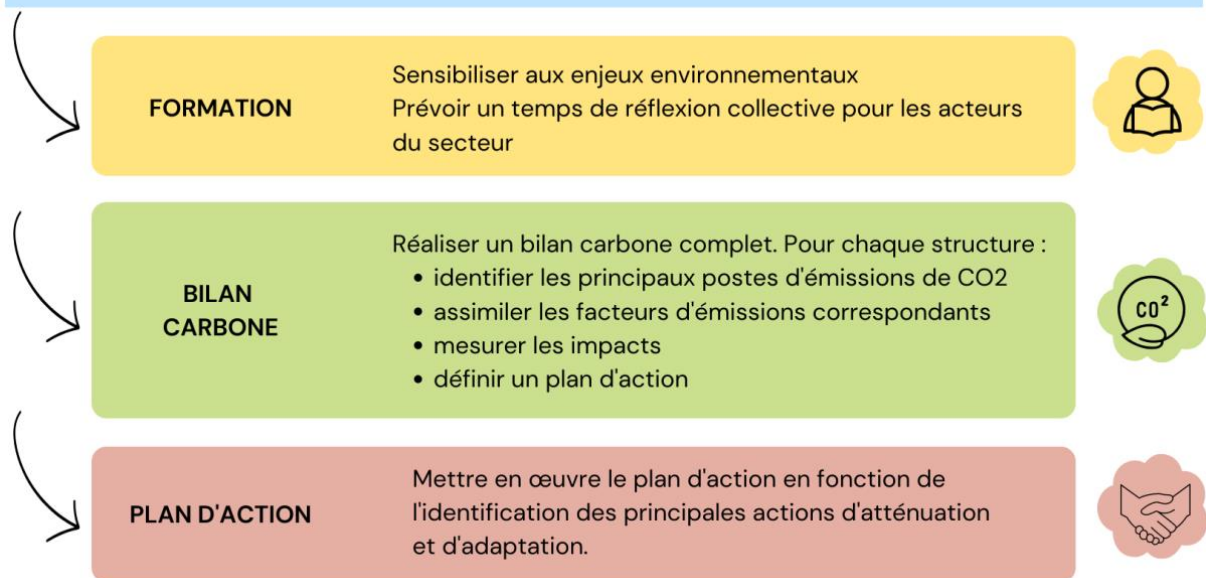 FORMATION
Sensibiliser aux enjeux environnementaux
Prévoir un temps de réflexion collective pour les acteurs
du secteur
BILAN
CARBONE
Réaliser un bilan carbone complet. Pour chaque structure :
• identifier les principaux postes d'émissions de CO2
• assimiler les facteurs d'émissions correspondants
• mesurer les impacts
• définir un plan d'action
CO²
PLAN D'ACTION
Mettre en œuvre le plan d'action en fonction de
l'identification des principales actions d'atténuation
et d'adaptation.